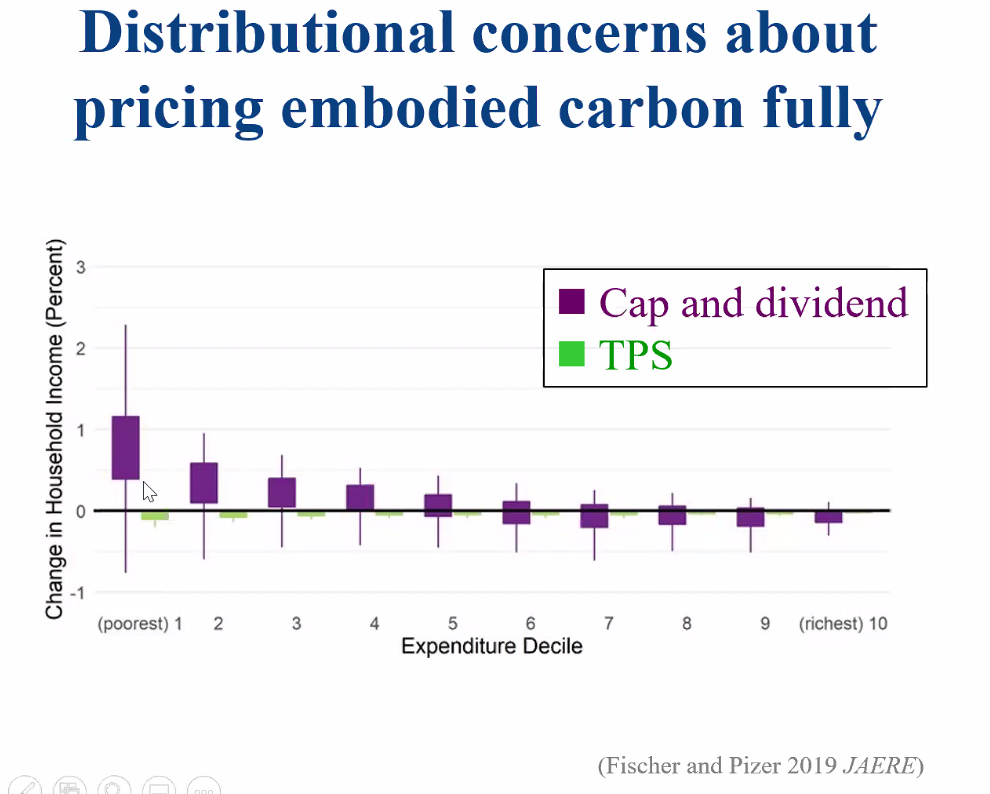 Distributional concerns about
pricing embodied carbon fully
Change in Household Income (Percent)
3
2
1
0
-1
Cap and dividend
TPS
(poorest) 1 2 3 4 5 6 7 8 9 (richest) 10
Expenditure Decile
(Fischer and Pizer 2019 JAERE)